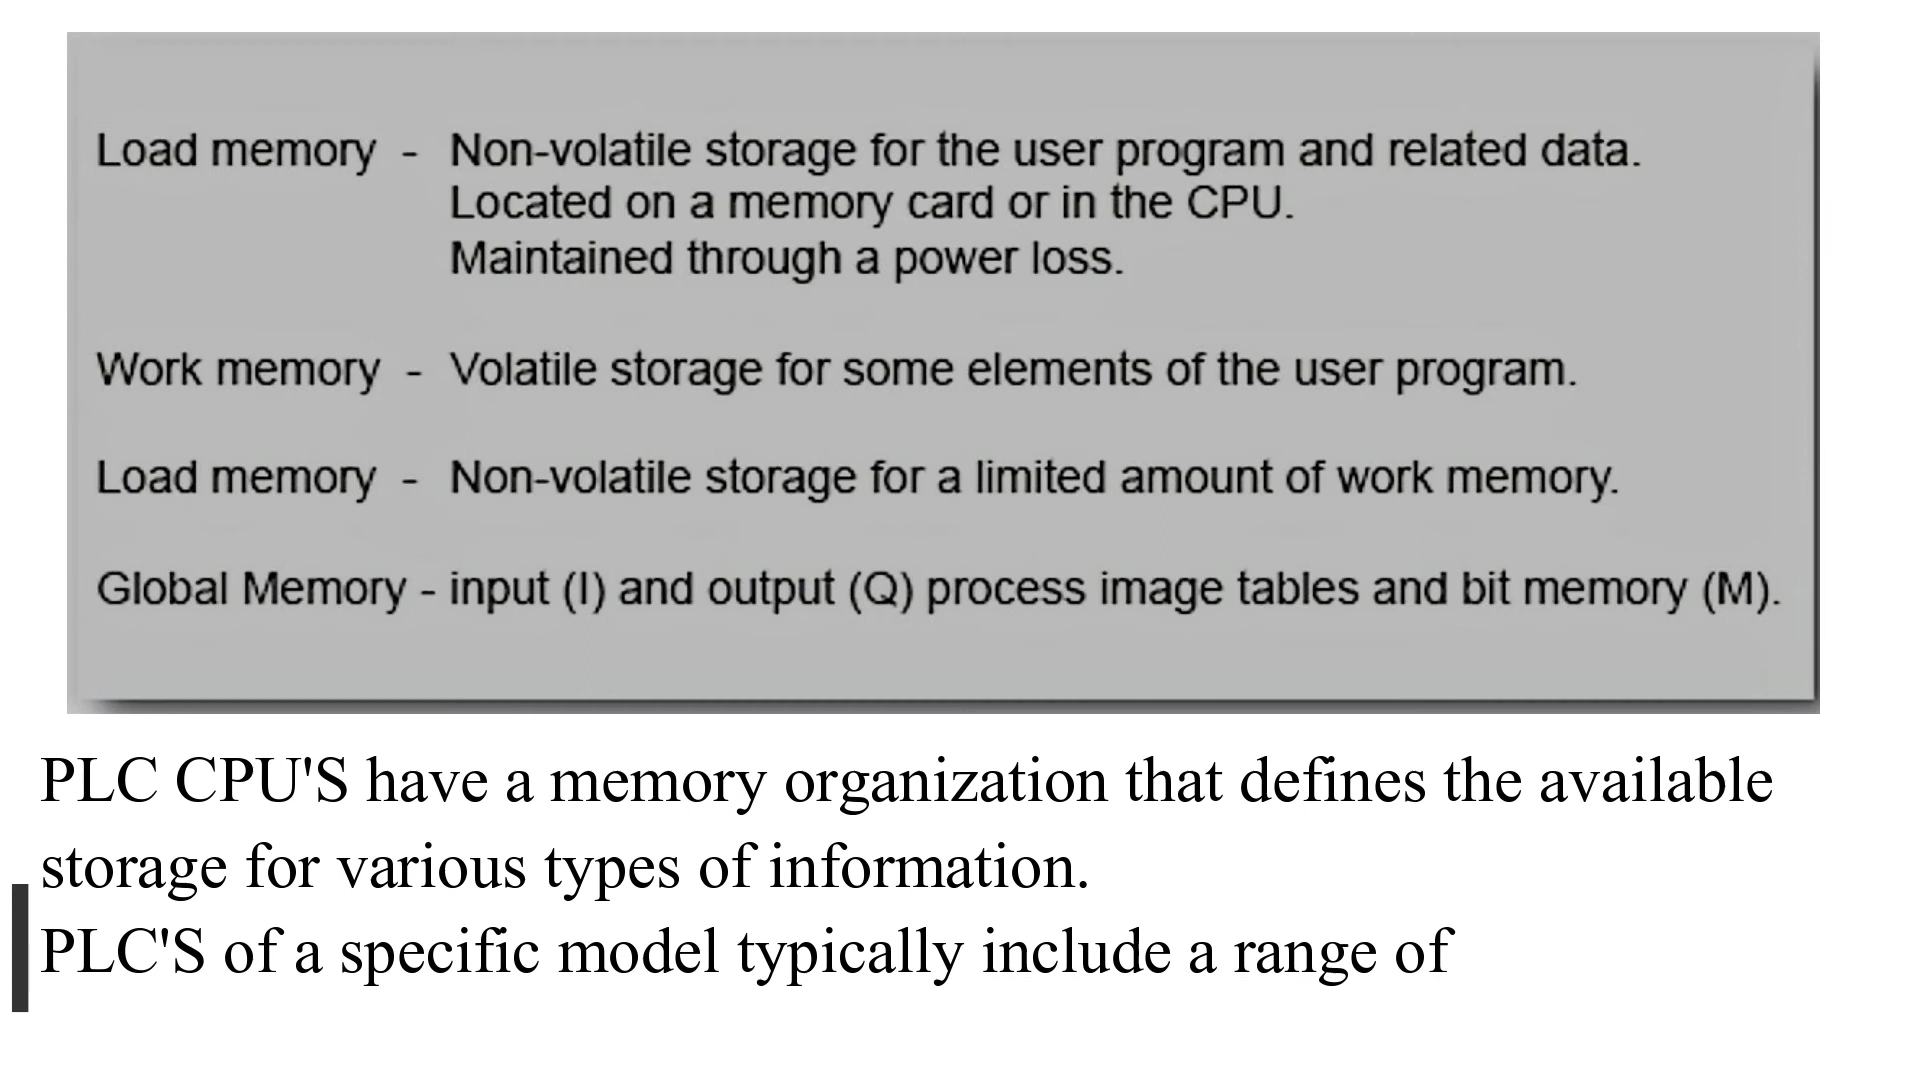 Load memory - Non-volatile storage for the user program and related data.
Located on a memory card or in the CPU.
Maintained through a power loss.
Work memory - Volatile storage for some elements of the user program.
Load memory - Non-volatile storage for a limited amount of work memory.
Global Memory - input (I) and output (Q) process image tables and bit memory (M).
PLC CPU'S have a memory organization that defines the available
storage for various types of information.
PLC'S of a specific model typically include a range of